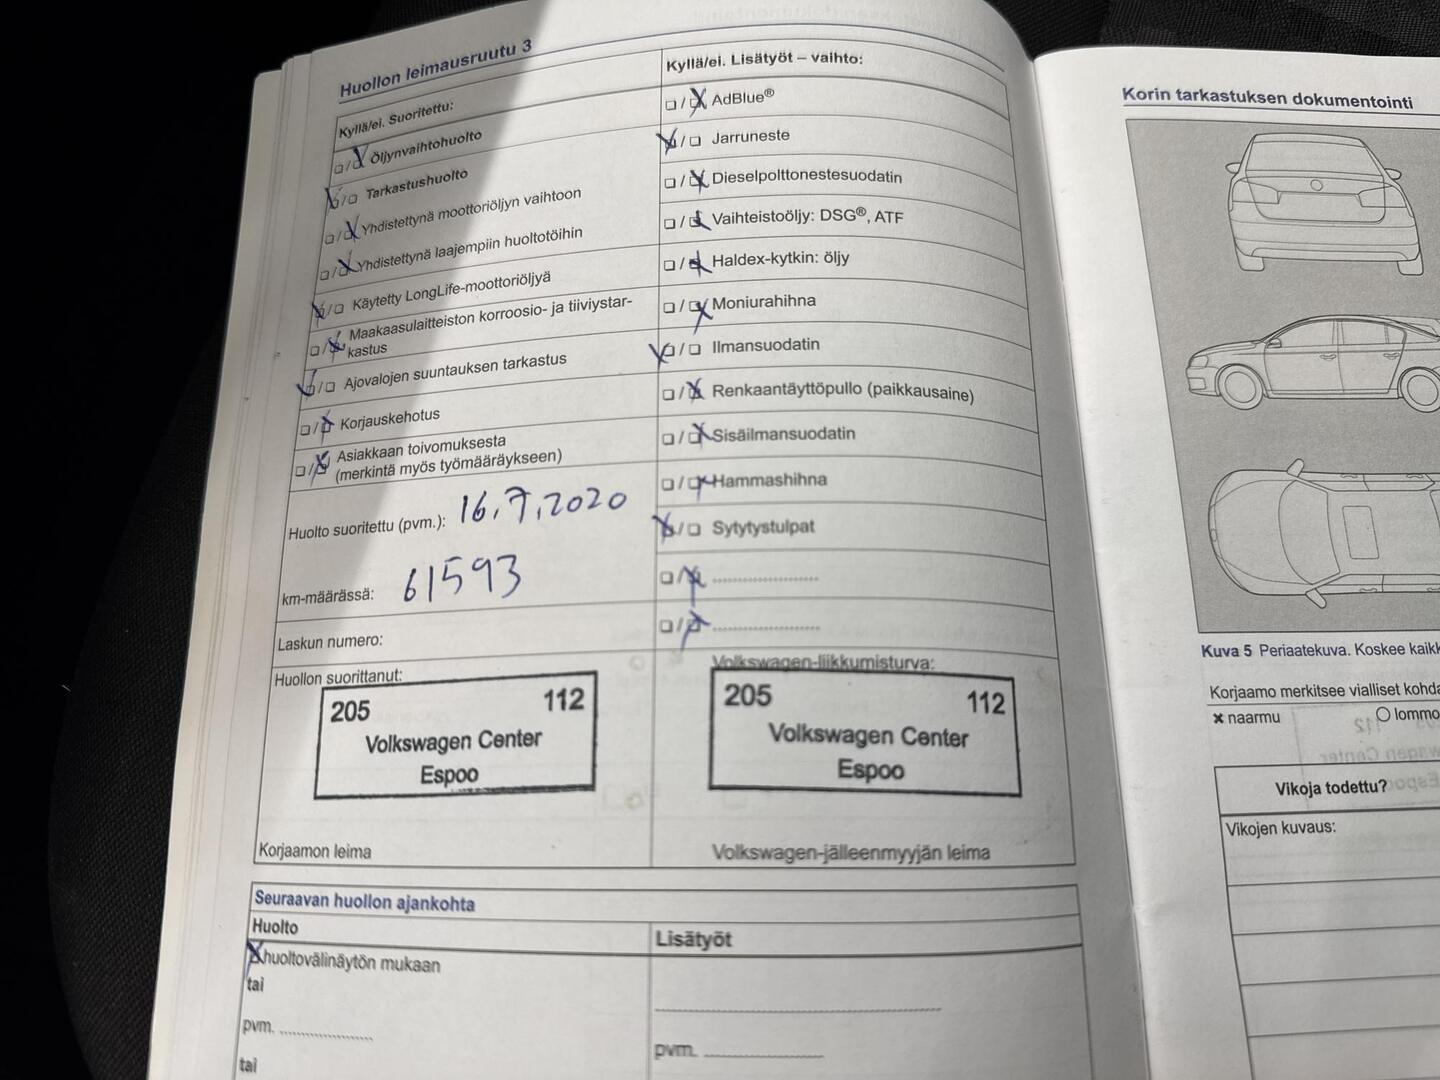 Huollon leimausruutu 3
Kyllä/ei. Suoritettu:
Öljynvaihtohuolto
Tarkastushuolto
Yhdistettynä moottoriöljyn vaihtoon
Yhdistettynä laajempiin huoltotöihin
Käytetty LongLife-moottoriöljyä
Maakaasulaitteiston korroosio- ja tiiviystar-
kastus
Ajovalojen suuntauksen tarkastus
Korjauskehotus
Asiakkaan toivomuksesta
(merkintä myös työmääräykseen)
Huolto suoritettu (pvm.): 16.7.2020
km-määrässä: 61593
Laskun numero:
Huollon suorittanut:
205 112
Volkswagen Center
Espoo
Korjaamon leima
Kyllä/ei. Lisätyöt – vaihto:
AdBlue®
Jarruneste
Dieselpolttonestesuodatin
Vaihteistoöljy: DSG®, ATF
Haldex-kytkin: öljy
Moniurahihna
Ilmansuodatin
Renkaantäyttöpullo (paikkausaine)
Sisäilmansuodatin
Hammashihna
Sytytystulpat
Volkswagen-liikkumisturva:
205 112
Volkswagen Center
Espoo
Volkswagen-jälleenmyyjän leima
Seuraavan huollon ajankohta
Huolto
huoltovälinäytön mukaan
tai
pvm.
tai
Lisätyöt
pvm.
Korin tarkastuksen dokumentointi
Kuva 5 Periaatekuva. Koskee kaikk
Korjaamo merkitsee vialliset kohda
naarmu lommo
Vikoja todettu?
Vikojen kuvaus: